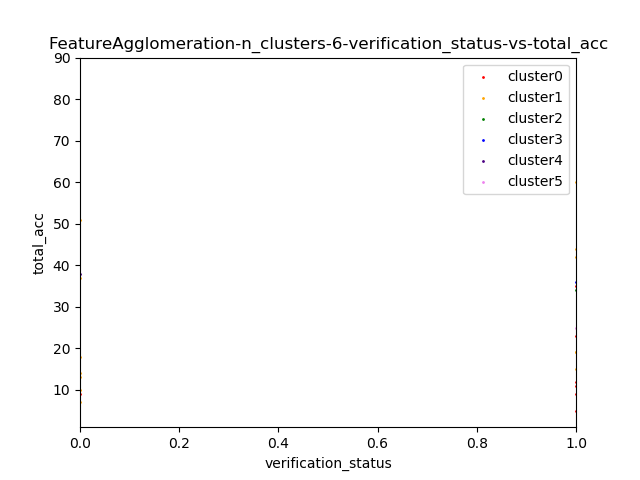 FeatureAgglomeration-n_clusters-6-verification_status-vs-total_acc
90
80
70
60
50
40
30
20
10
total_acc
0.0 0.2 0.4 0.6 0.8 1.0
verification_status
cluster0
cluster1
cluster2
cluster3
cluster4
cluster5